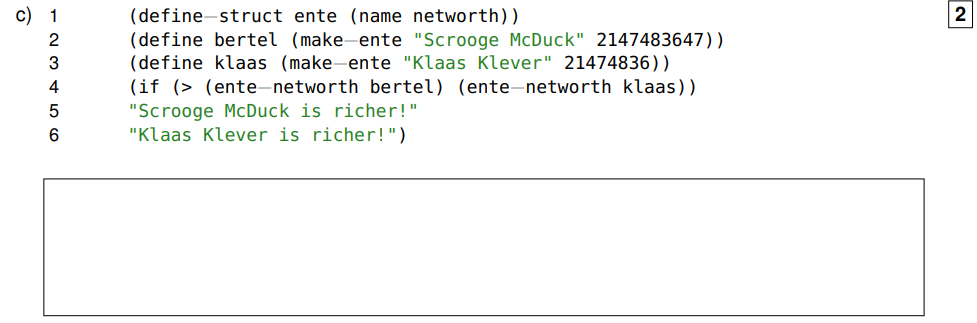 c) 1 (define-struct ente (name networth)) 2
2 (define bertel (make-ente "Scrooge McDuck" 2147483647))
3 (define klaas (make-ente "Klaas Klever" 21474836))
4 (if (> (ente-networth bertel) (ente-networth klaas))
5 "Scrooge McDuck is richer!"
6 "Klaas Klever is richer!")